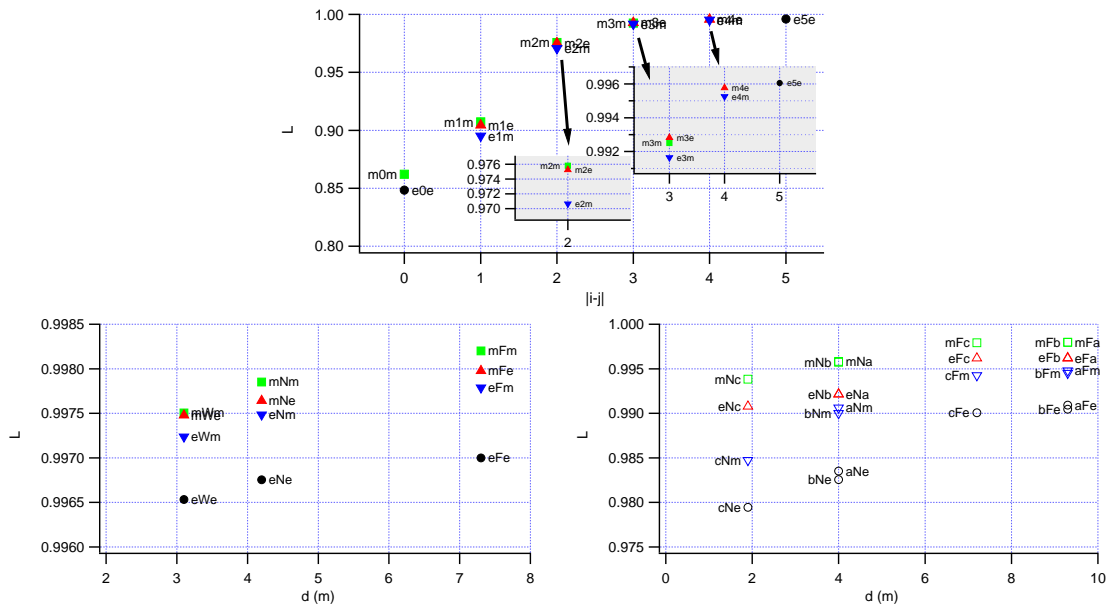 1.00
0.95
0.90
0.85
0.80
L
0
1
2
3
4
5
|i-j|
m0m
e0e
m1m
m1e
e1m
m2m
m2e
e2m
m3m
m3e
e3m
m4e
e4m
e5e
0.976
0.974
0.972
0.970
m2m
m2e
e2m
2
0.996
0.994
0.992
m3m
m3e
e3m
m4e
e4m
e5e
3
4
5
0.9985
0.9980
0.9975
0.9970
0.9965
0.9960
L
2
3
4
5
6
7
8
d (m)
mWm
mWe
eWm
eWe
mNm
mNe
eNm
eNe
mFm
mFe
eFm
eFe
1.000
0.995
0.990
0.985
0.980
0.975
L
0
2
4
6
8
10
d (m)
mNc
eNc
cNm
cNe
mNb
mNa
eNb
eNa
aNm
bNm
aNe
bNe
mFc
eFc
cFm
cFe
mFb
mFa
eFb
eFa
aFm
bFm
aFe
bFe